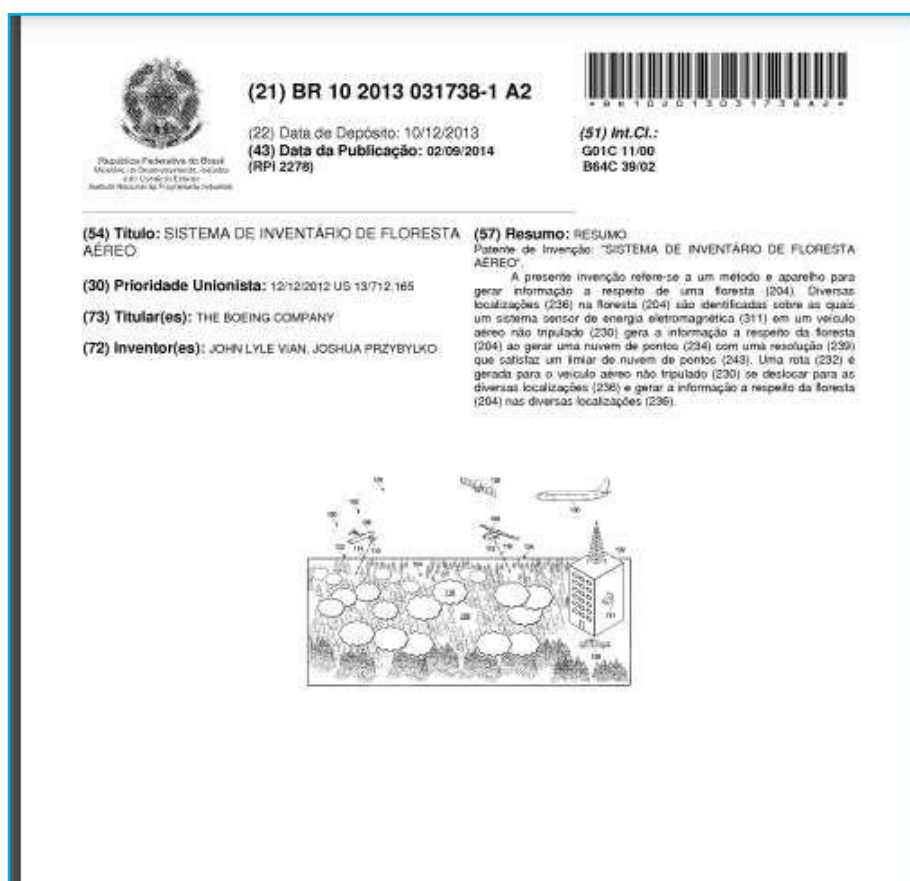 (21) BR 10 2013 031738-1 A2
(22) Data de Depósito: 10/12/2013
(43) Data da Publicação: 02/09/2014
(RPI 2278)
República Federativa do Brasil
(51) Int.Cl.:
G01C 11/00
B64C 39/02
(54) Título: SISTEMA DE INVENTÁRIO DE FLORESTA
AÉREO
(30) Prioridade Unionista: 12/12/2012 US 13/712,165
(73) Titular(es): THE BOEING COMPANY
(72) Inventor(es): JOHN LYLE VIAN, JOSHUA PRZYBYLKO
(57) Resumo: RESUMO
Patente de Invenção: "SISTEMA DE INVENTÁRIO DE FLORESTA
AÉREO".
A presente invenção refere-se a um método e aparelho para
gerar informação a respeito de uma floresta (204). Diversas
localizações (236) na floresta (204) são identificadas sobre as quais
um sistema sensor de energia eletromagnética (311) em um veículo
aéreo não tripulado (230) gera a informação a respeito da floresta
(204) ao gerar uma nuvem de pontos (234) com uma resolução (239)
que satisfaz um limiar de nuvem de pontos (243). Uma rota (232) é
gerada para o veículo aéreo não tripulado (230) se deslocar para as
diversas localizações (236) e gerar a informação a respeito da floresta
(204) nas diversas localizações (236).